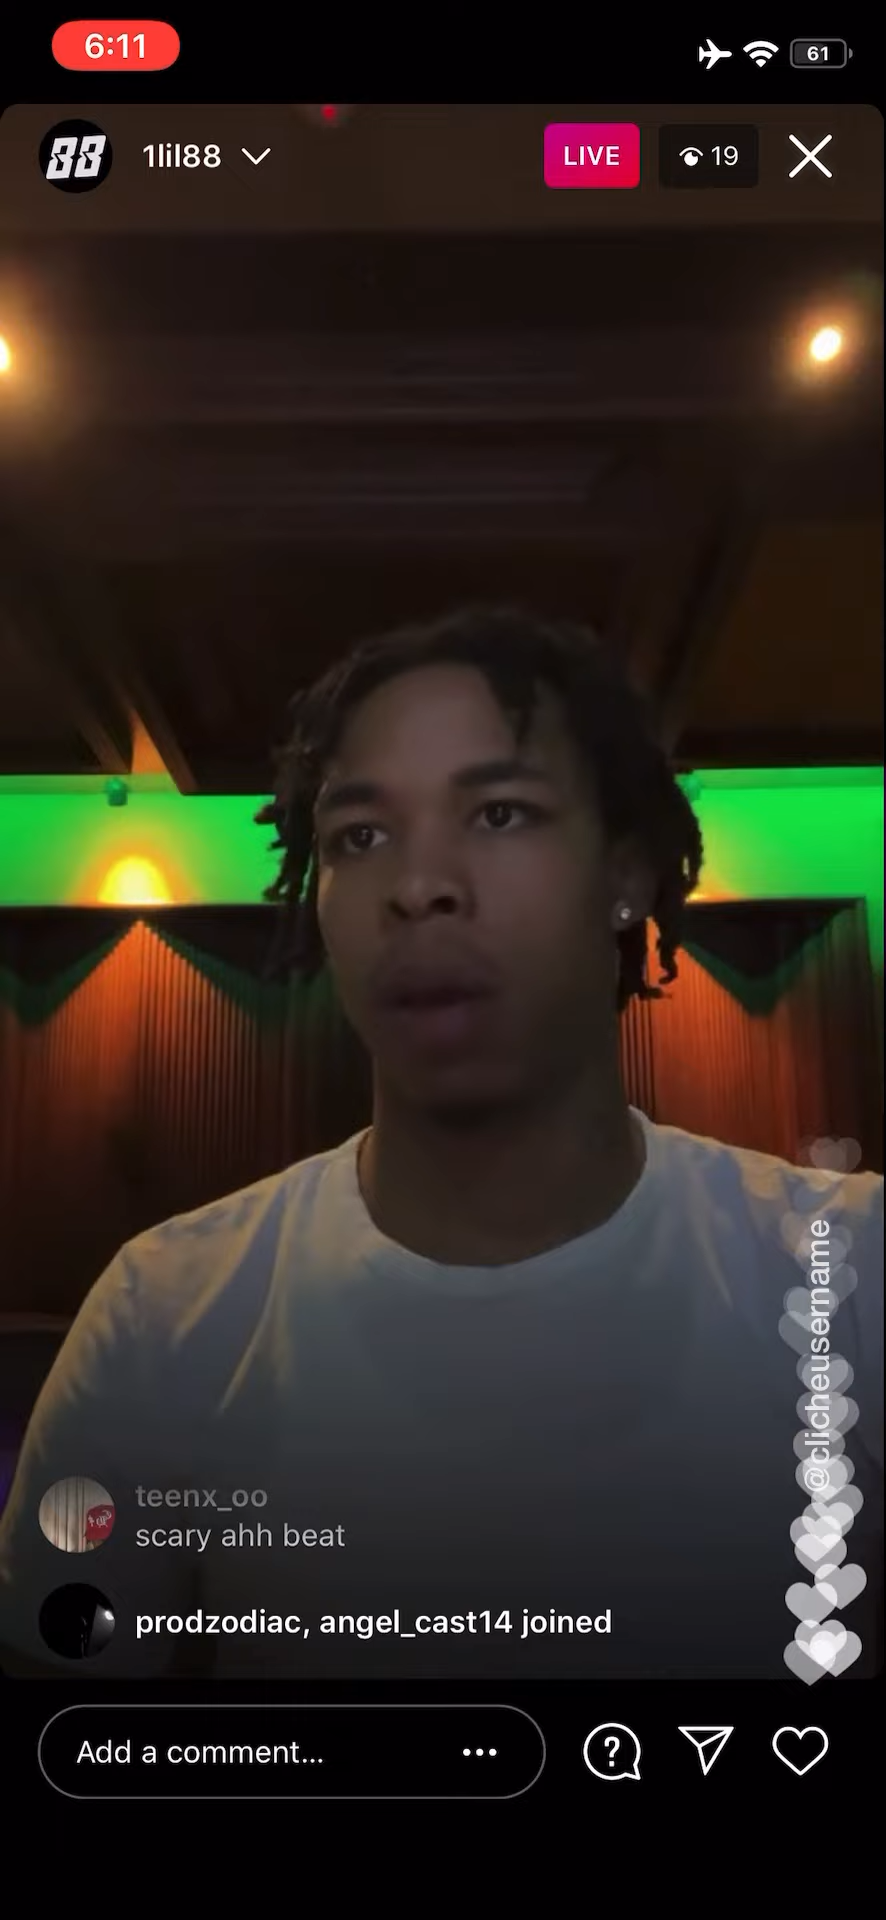 6:11
61
88
1lil88
LIVE
19
@clicheusername
teenx_oo
scary ahh beat
prodzodiac, angel_cast14 joined
Add a comment...